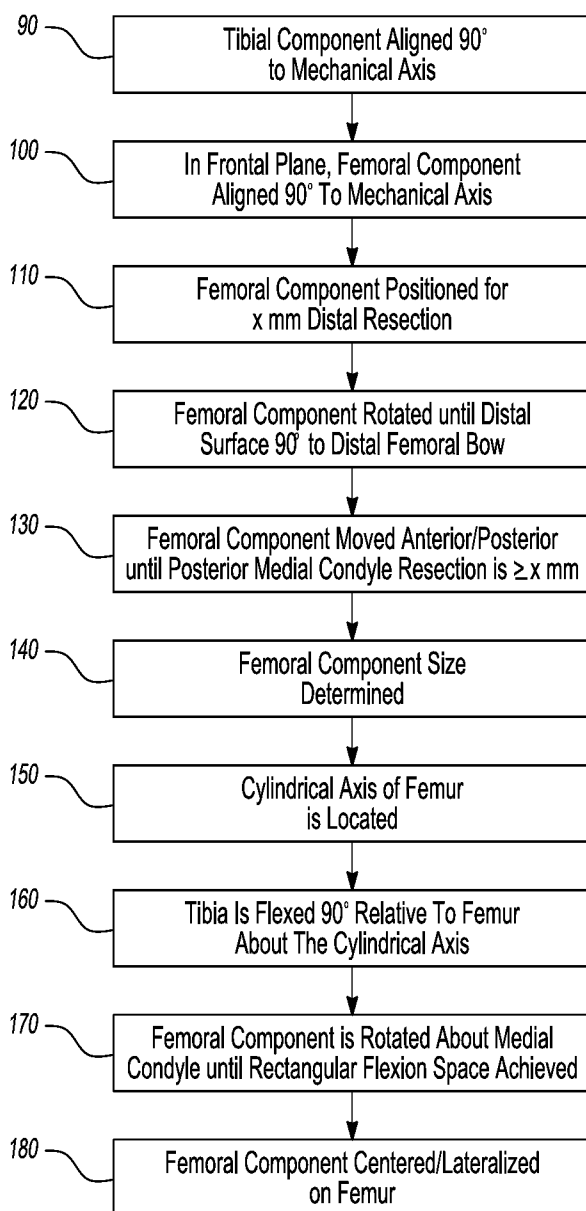 90
Tibial Component Aligned 90°
to Mechanical Axis
100
In Frontal Plane, Femoral Component
Aligned 90° To Mechanical Axis
110
Femoral Component Positioned for
x mm Distal Resection
120
Femoral Component Rotated until Distal
Surface 90° to Distal Femoral Bow
130
Femoral Component Moved Anterior/Posterior
until Posterior Medial Condyle Resection is ≥ x mm
140
Femoral Component Size
Determined
150
Cylindrical Axis of Femur
is Located
160
Tibia Is Flexed 90° Relative To Femur
About The Cylindrical Axis
170
Femoral Component is Rotated About Medial
Condyle until Rectangular Flexion Space Achieved
180
Femoral Component Centered/Lateralized
on Femur